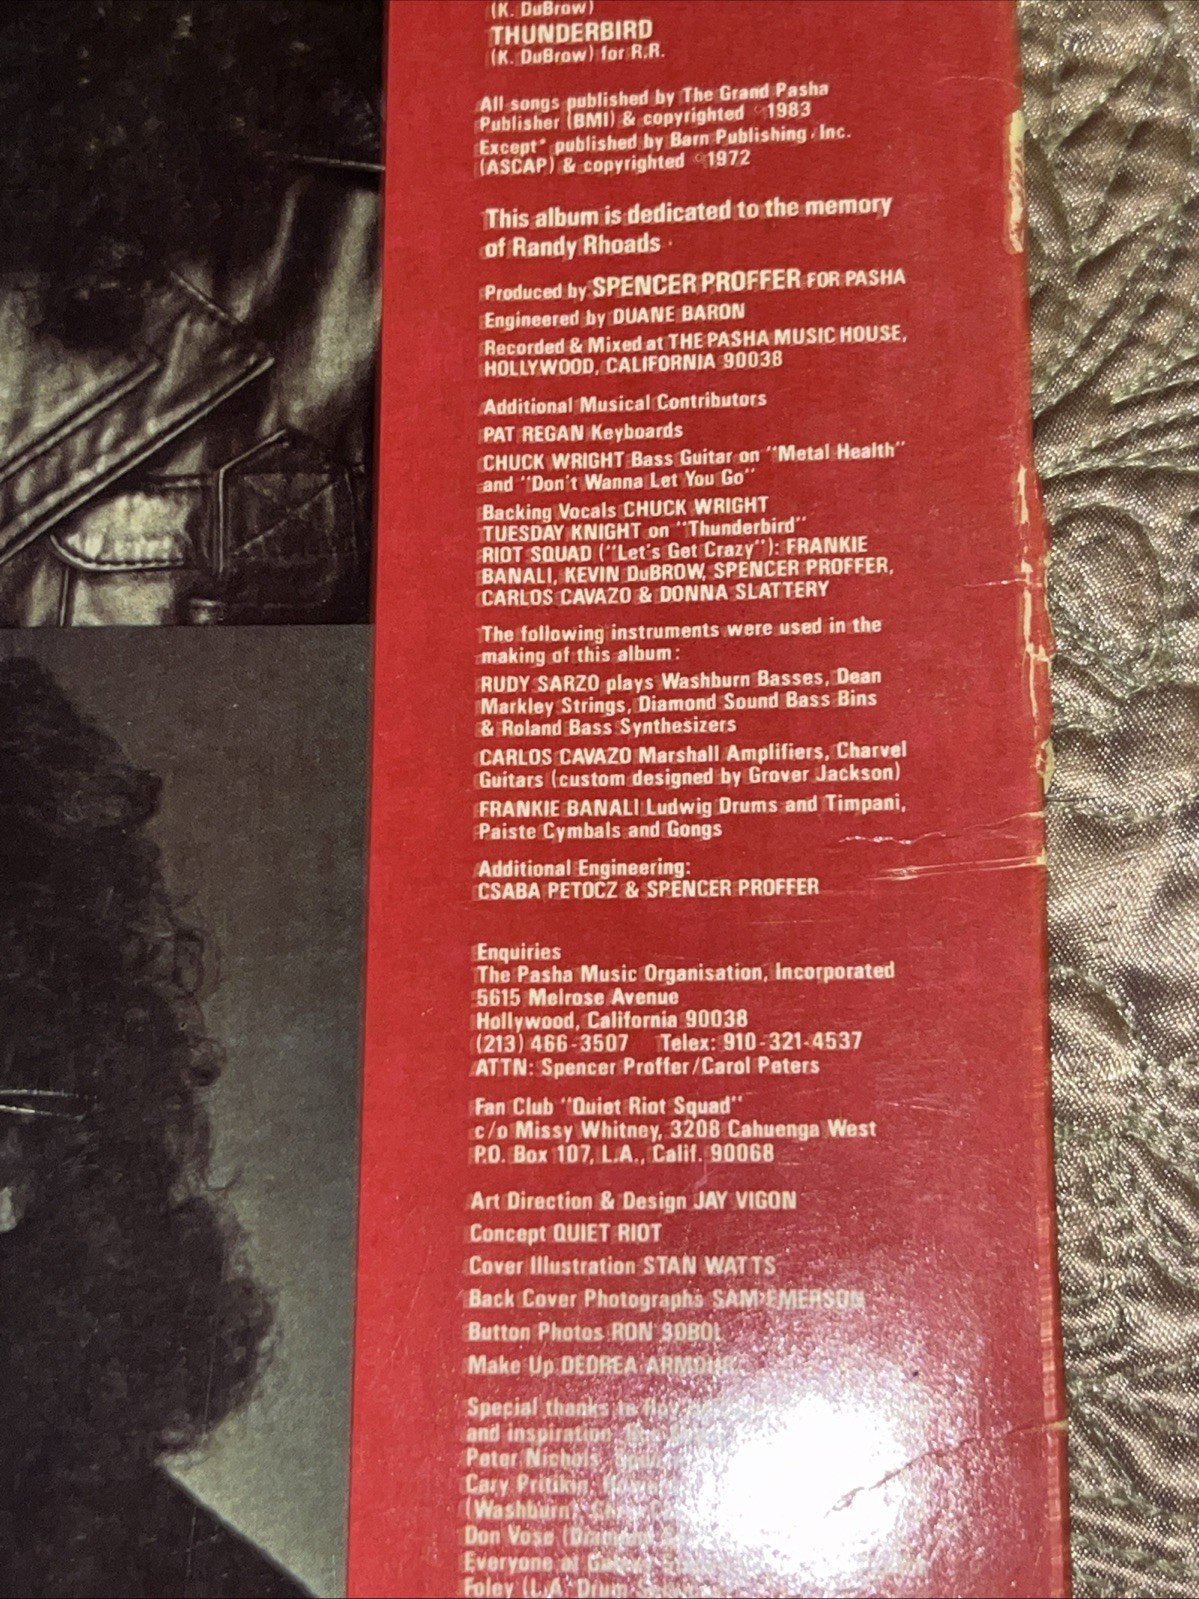 (K. DuBrow)
THUNDERBIRD
(K. DuBrow) for R.R.
All songs published by The Grand Pasha
Publisher (BMI) & copyrighted ©1983
Except* published by Barn Publishing, Inc.
(ASCAP) & copyrighted ©1972
This album is dedicated to the memory
of Randy Rhoads
Produced by SPENCER PROFFER FOR PASHA
Engineered by DUANE BARON
Recorded & Mixed at THE PASHA MUSIC HOUSE,
HOLLYWOOD, CALIFORNIA 90038
Additional Musical Contributors
PAT REGAN Keyboards
CHUCK WRIGHT Bass Guitar on "Metal Health"
and "Don't Wanna Let You Go"
Backing Vocals CHUCK WRIGHT
TUESDAY KNIGHT on "Thunderbird"
RIOT SQUAD ("Let's Get Crazy"): FRANKIE
BANALI, KEVIN DuBROW, SPENCER PROFFER,
CARLOS CAVAZO & DONNA SLATTERY
The following instruments were used in the
making of this album:
RUDY SARZO plays Washburn Basses, Dean
Markley Strings, Diamond Sound Bass Bins
& Roland Bass Synthesizers
CARLOS CAVAZO Marshall Amplifiers, Charvel
Guitars (custom designed by Grover Jackson)
FRANKIE BANALI Ludwig Drums and Timpani,
Paiste Cymbals and Gongs
Additional Engineering:
CSABA PETOCZ & SPENCER PROFFER
Enquiries
The Pasha Music Organisation, Incorporated
5615 Melrose Avenue
Hollywood, California 90038
(213) 466-3507 Telex: 910-321-4537
ATTN: Spencer Proffer/Carol Peters
Fan Club "Quiet Riot Squad"
c/o Missy Whitney, 3208 Cahuenga West
P.O. Box 107, L.A., Calif. 90068
Art Direction & Design JAY VIGON
Concept QUIET RIOT
Cover Illustration STAN WATTS
Back Cover Photographs SAM EMERSON
Button Photos RON SOBOL
Make Up DEDREA
Special thanks to
and inspiration
Peter Nichols
Cary Pritikin,
(Washburn)
Don Vose
Everyone at
Foley (L.A. Drum